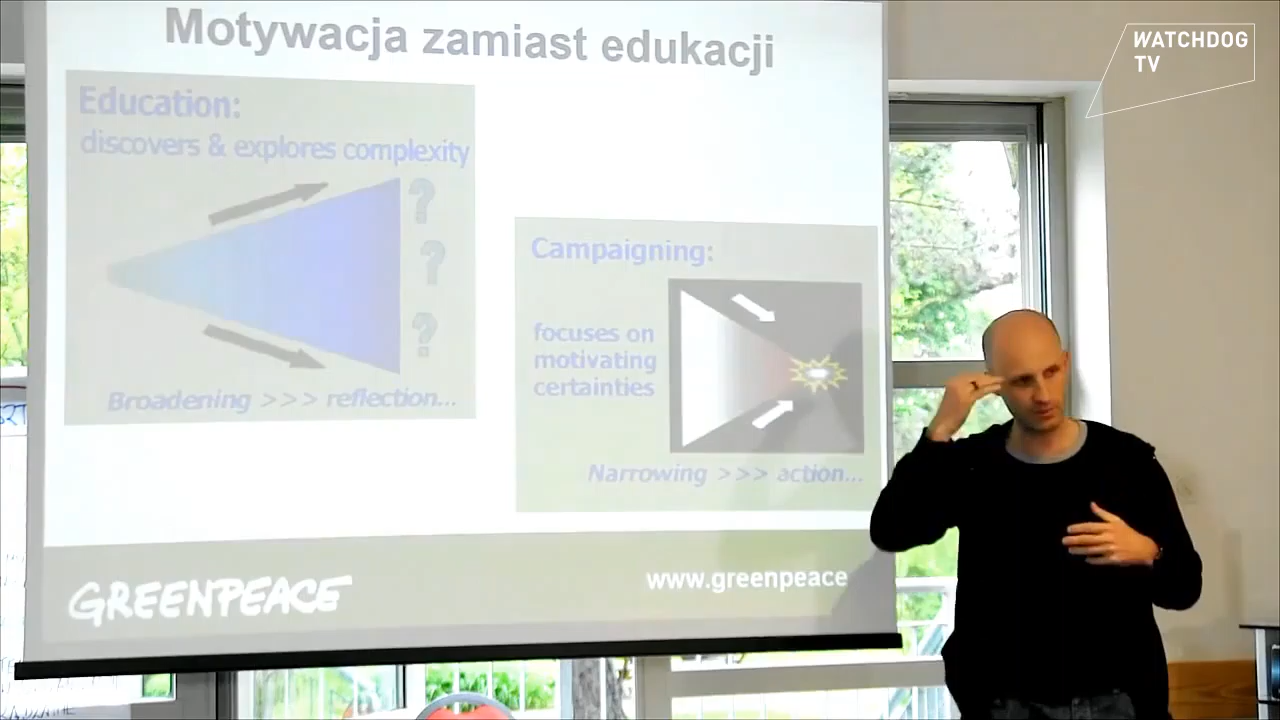 Motywacja zamiast edukacji
Education:
discovers & explores complexity
?
?
?
Broadening >>> reflection...
Campaigning:
focuses on
motivating
certainties
Narrowing >>> action...
GREENPEACE
www.greenpeace
WATCHDOG
TV